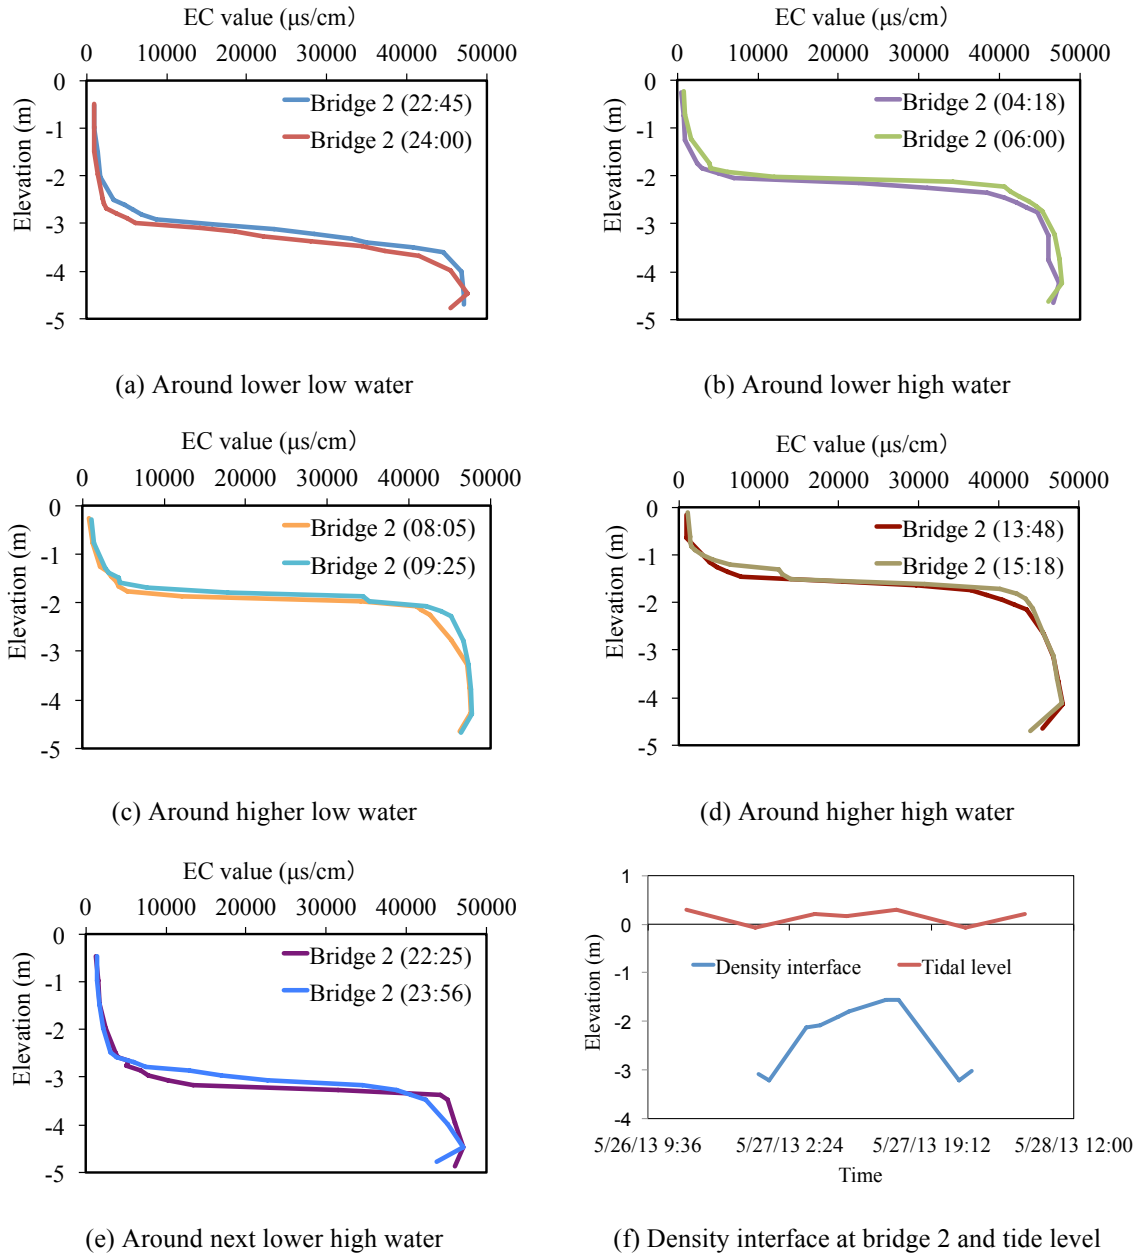 EC value (μs/cm)
0 10000 20000 30000 40000 50000
0
-1
-2
-3
-4
-5
Elevation (m)
Bridge 2 (22:45)
Bridge 2 (24:00)
(a) Around lower low water
EC value (μs/cm)
0 10000 20000 30000 40000 50000
0
-1
-2
-3
-4
-5
Elevation (m)
Bridge 2 (04:18)
Bridge 2 (06:00)
(b) Around lower high water
EC value (μs/cm)
0 10000 20000 30000 40000 50000
0
-1
-2
-3
-4
-5
Elevation (m)
Bridge 2 (08:05)
Bridge 2 (09:25)
(c) Around higher low water
EC value (μs/cm)
0 10000 20000 30000 40000 50000
0
-1
-2
-3
-4
-5
Elevation (m)
Bridge 2 (13:48)
Bridge 2 (15:18)
(d) Around higher high water
EC value (μs/cm)
0 10000 20000 30000 40000 50000
0
-1
-2
-3
-4
-5
Elevation (m)
Bridge 2 (22:25)
Bridge 2 (23:56)
(e) Around next lower high water
1
0
-1
-2
-3
-4
Elevation (m)
Density interface Tidal level
5/26/13 9:36 5/27/13 2:24 5/27/13 19:12 5/28/13 12:00
Time
(f) Density interface at bridge 2 and tide level